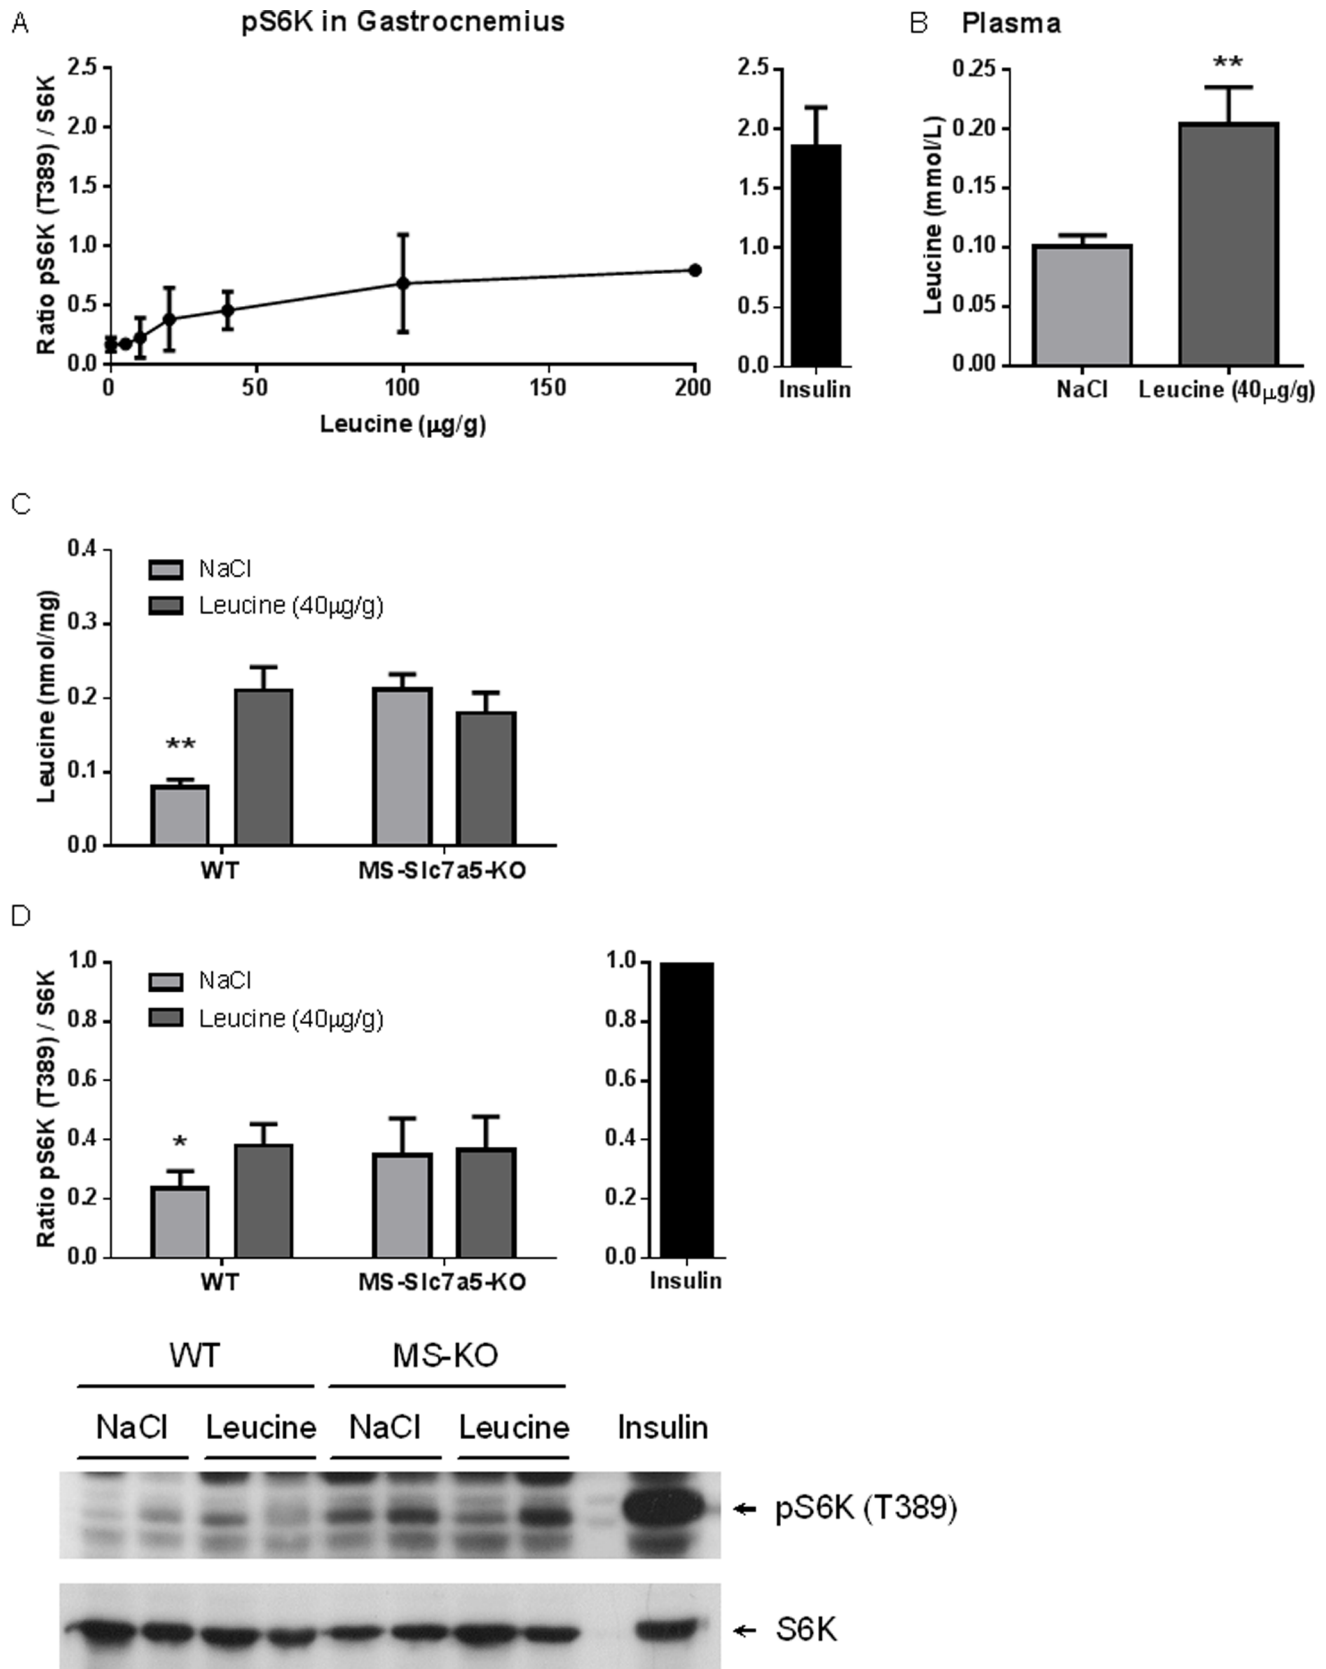 A
pS6K in Gastrocnemius
Ratio pS6K (T389) / S6K
2.5
2.0
1.5
1.0
0.5
0.0
0
50
100
150
200
Leucine (μg/g)
2.5
2.0
1.5
1.0
0.5
0.0
Insulin
B Plasma
Leucine (mmol/L)
0.25
0.20
0.15
0.10
0.05
0.00
**
NaCl
Leucine (40μg/g)
C
Leucine (nmol/mg)
0.4
0.3
0.2
0.1
0.0
NaCl
Leucine (40μg/g)
**
WT
MS-Slc7a5-KO
D
Ratio pS6K (T389) / S6K
1.0
0.8
0.6
0.4
0.2
0.0
NaCl
Leucine (40μg/g)
*
WT
MS-Slc7a5-KO
1.0
0.8
0.6
0.4
0.2
0.0
Insulin
WT
MS-KO
NaCl
Leucine
NaCl
Leucine
Insulin
pS6K (T389)
S6K